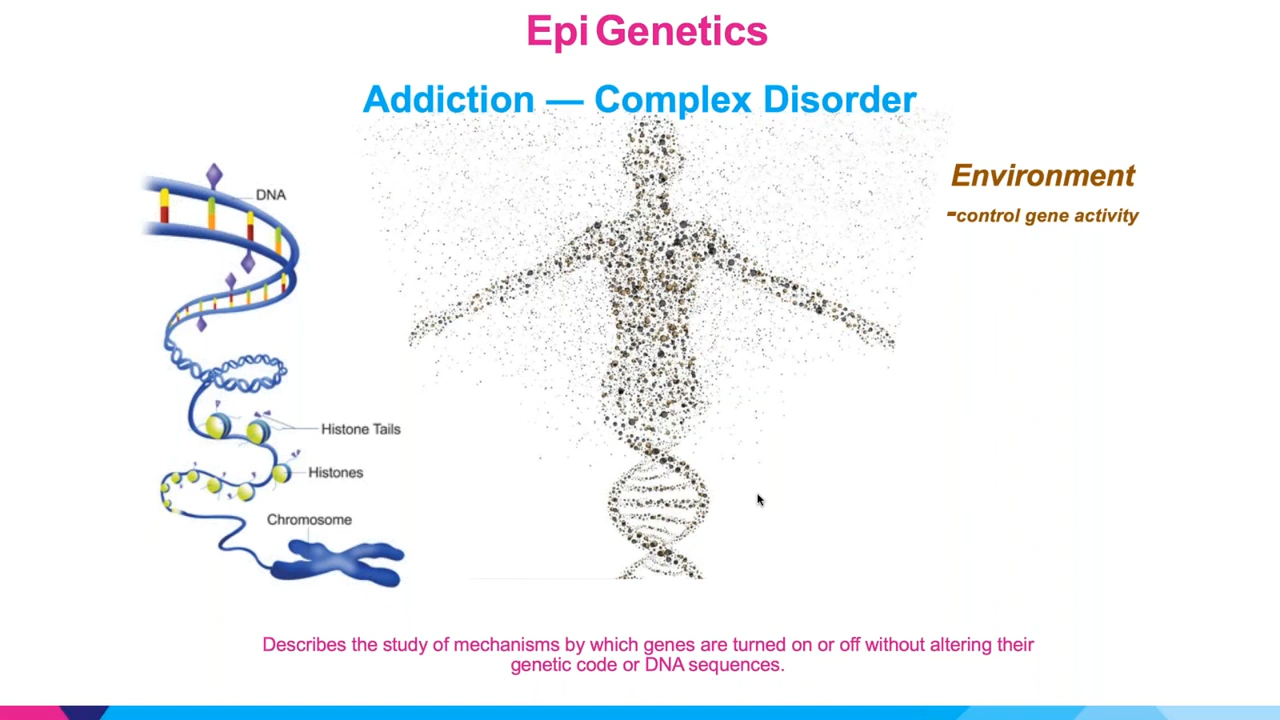 Epi Genetics
Addiction — Complex Disorder
Environment
-control gene activity
DNA
Histone Tails
Histones
Chromosome
Describes the study of mechanisms by which genes are turned on or off without altering their
genetic code or DNA sequences.